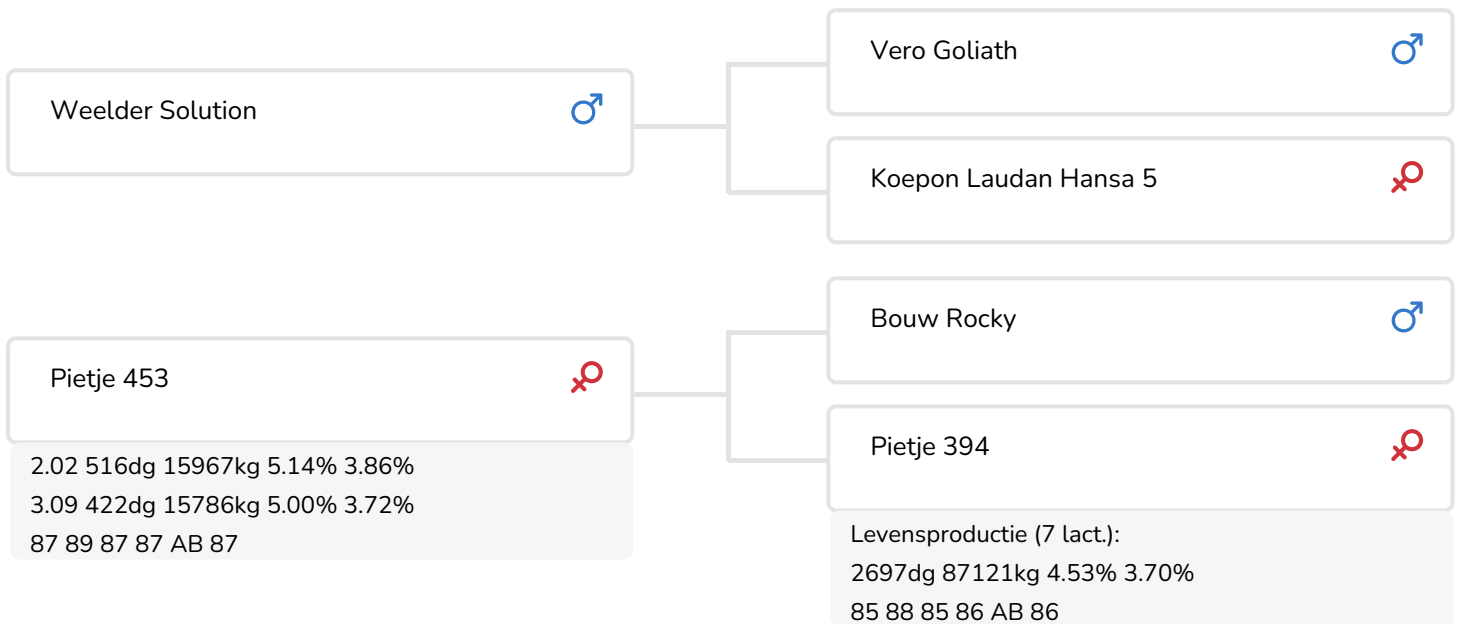 Weelder Solution
Vero Goliath
Koepon Laudan Hansa 5
Pietje 453
2.02 516dg 15967kg 5.14% 3.86%
3.09 422dg 15786kg 5.00% 3.72%
87 89 87 87 AB 87
Bouw Rocky
Pietje 394
Levensproductie (7 lact.):
2697dg 87121kg 4.53% 3.70%
85 88 85 86 AB 86